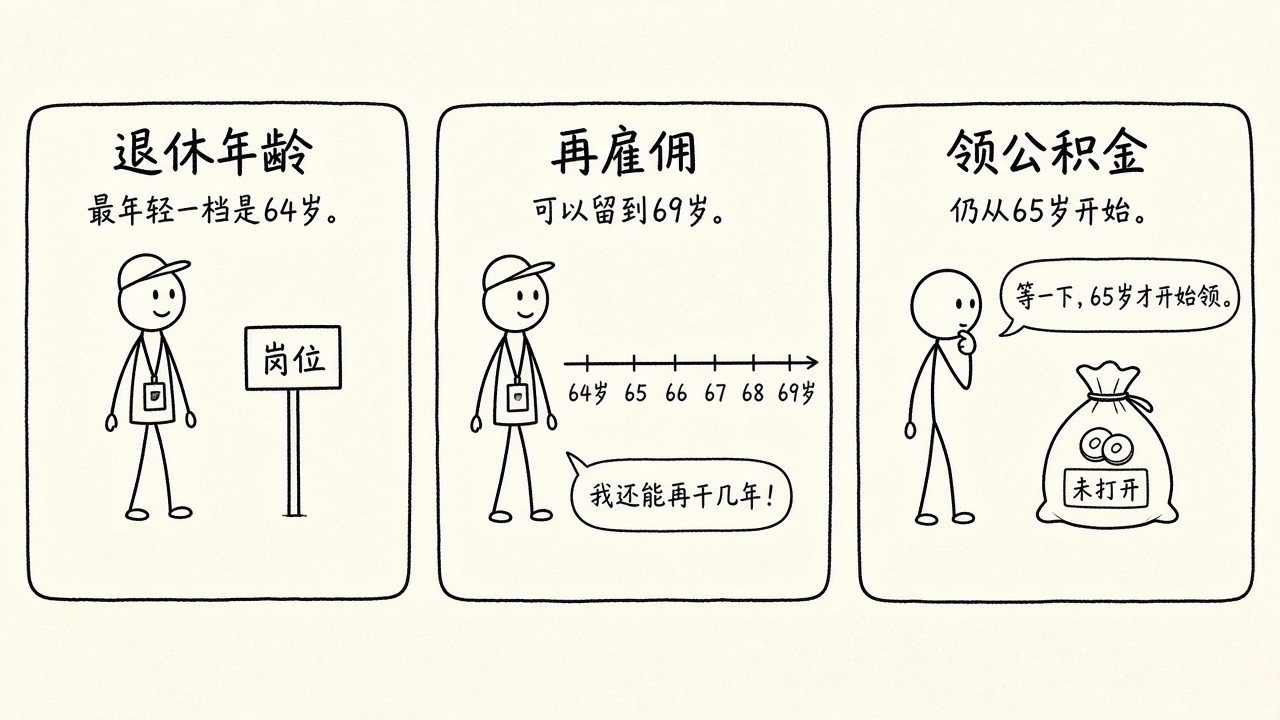 退休年龄
最年轻一档是64岁。
岗位
再雇佣
可以留到69岁。
64岁 65 66 67 68 69岁
我还能再干几年！
领公积金
仍从65岁开始。
等一下，65岁才开始领。
未打开